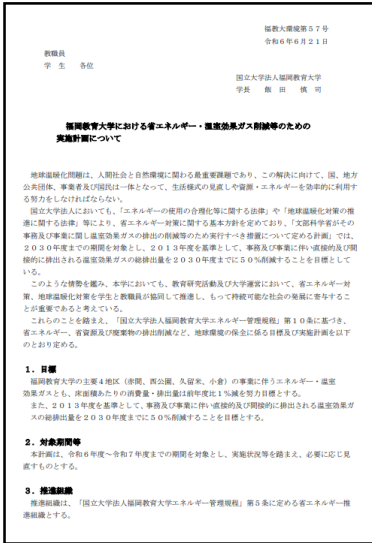 福教大環境第57号
令和6年6月21日
教職員
学 生 各位
国立大学法人福岡教育大学
学長 飯 田 慎 司
福岡教育大学における省エネルギー・温室効果ガス削減等のための
実施計画について
地球温暖化問題は、人間社会と自然環境に関わる最重要課題であり、この解決に向けて、国、地方
公共団体、事業者及び国民は一体となって、生活様式の見直しや資源・エネルギーを効率的に利用す
る努力をしなければならない。
国立大学法人においても、「エネルギーの使用の合理化等に関する法律」や「地球温暖化対策の推
進に関する法律」等により、省エネルギー対策に関する基本方針を定めており、「文部科学省がその
事務及び事業に関し温室効果ガスの排出の削減等のため実行すべき措置について定める計画」では、
2030年度までの期間を対象とし、2013年度を基準として、事務及び事業に伴い直接的及び間
接的に排出される温室効果ガスの総排出量を2030年度までに50%削減することを目標として
いる。
このような情勢を鑑み、本学においても、教育研究活動及び大学運営において、省エネルギー対
策、地球温暖化対策を学生と教職員が協同して推進し、もって持続可能な社会の発展に寄与するこ
とが重要であると考えている。
これらのことを踏まえ、「国立大学法人福岡教育大学エネルギー管理規程」第10条に基づき、
省エネルギー、省資源及び廃棄物の排出削減など、地球環境の保全に係る目標及び実施計画を以下
のとおり定める。
1.目標
福岡教育大学の主要4地区(赤間、西公園、久留米、小倉)の事業に伴うエネルギー・温室
効果ガスとも、床面積あたりの消費量・排出量は前年度比1%減を努力目標とする。
また、2013年度を基準として、事務及び事業に伴い直接的及び間接的に排出される温室効果ガ
スの総排出量を2030年度までに50%削減することを目標とする。
2.対象期間等
本計画は、令和6年度~令和7年度までの期間を対象とし、実施状況等を踏まえ、必要に応じ見
直すものとする。
3.推進組織
推進組織は、「国立大学法人福岡教育大学エネルギー管理規程」第5条に定める省エネルギー推
進組織とする。